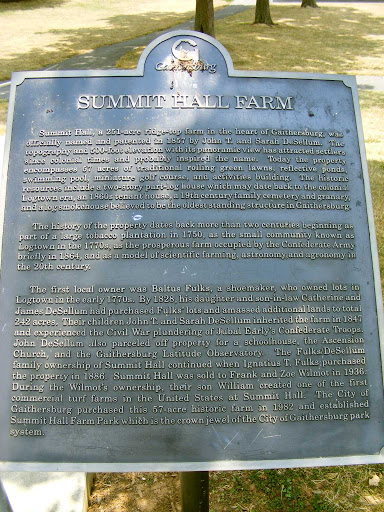 Gaithersburg
SUMMIT HALL FARM
Summit Hall, a 251-acre ridge-top farm in the heart of Gaithersburg, was
officially named and patented in 1857 by John T. and Sarah DeSellum. The
topography and 500-foot elevation with its panoramic view has attracted settlers
since colonial times and probably inspired the name. Today the property
encompasses 57 acres of traditional rolling green lawns, reflective ponds,
swimming pool, miniature golf course, and activities building. The historic
resources include a two-story part-log house which may date back to the colonial
Logtown era, an 1860s tenant house, a 19th century family cemetery and granary,
and a log smokehouse believed to be the oldest standing structure in Gaithersburg.
The history of the property dates back more than two centuries beginning as
part of a large tobacco plantation in 1750, as the small community known as
Logtown in the 1770s, as the prosperous farm occupied by the Confederate Army
briefly in 1864, and as a model of scientific farming, astronomy and agronomy in
the 20th century.
The first local owner was Baltus Fulks, a shoemaker, who owned lots in
Logtown in the early 1770s. By 1828, his daughter and son-in-law Catherine and
James DeSellum had purchased Fulks' lots and amassed additional lands to total
242 acres. Their children John T. and Sarah DeSellum inherited the farm in 1847
and experienced the Civil War plundering of Jubal Early's Confederate Troops.
John DeSellum also parceled off property for a schoolhouse, the Ascension
Church, and the Gaithersburg Latitude Observatory. The Fulks/DeSellum
family ownership of Summit Hall continued when Ignatius T. Fulks purchased
the property in 1886. Summit Hall was sold to Frank and Zoe Wilmot in 1936.
During the Wilmot's ownership, their son William created one of the first
commercial turf farms in the United States at Summit Hall. The City of
Gaithersburg purchased this 57-acre historic farm in 1982 and established
Summit Hall Farm Park which is the crown jewel of the City of Gaithersburg park
system.